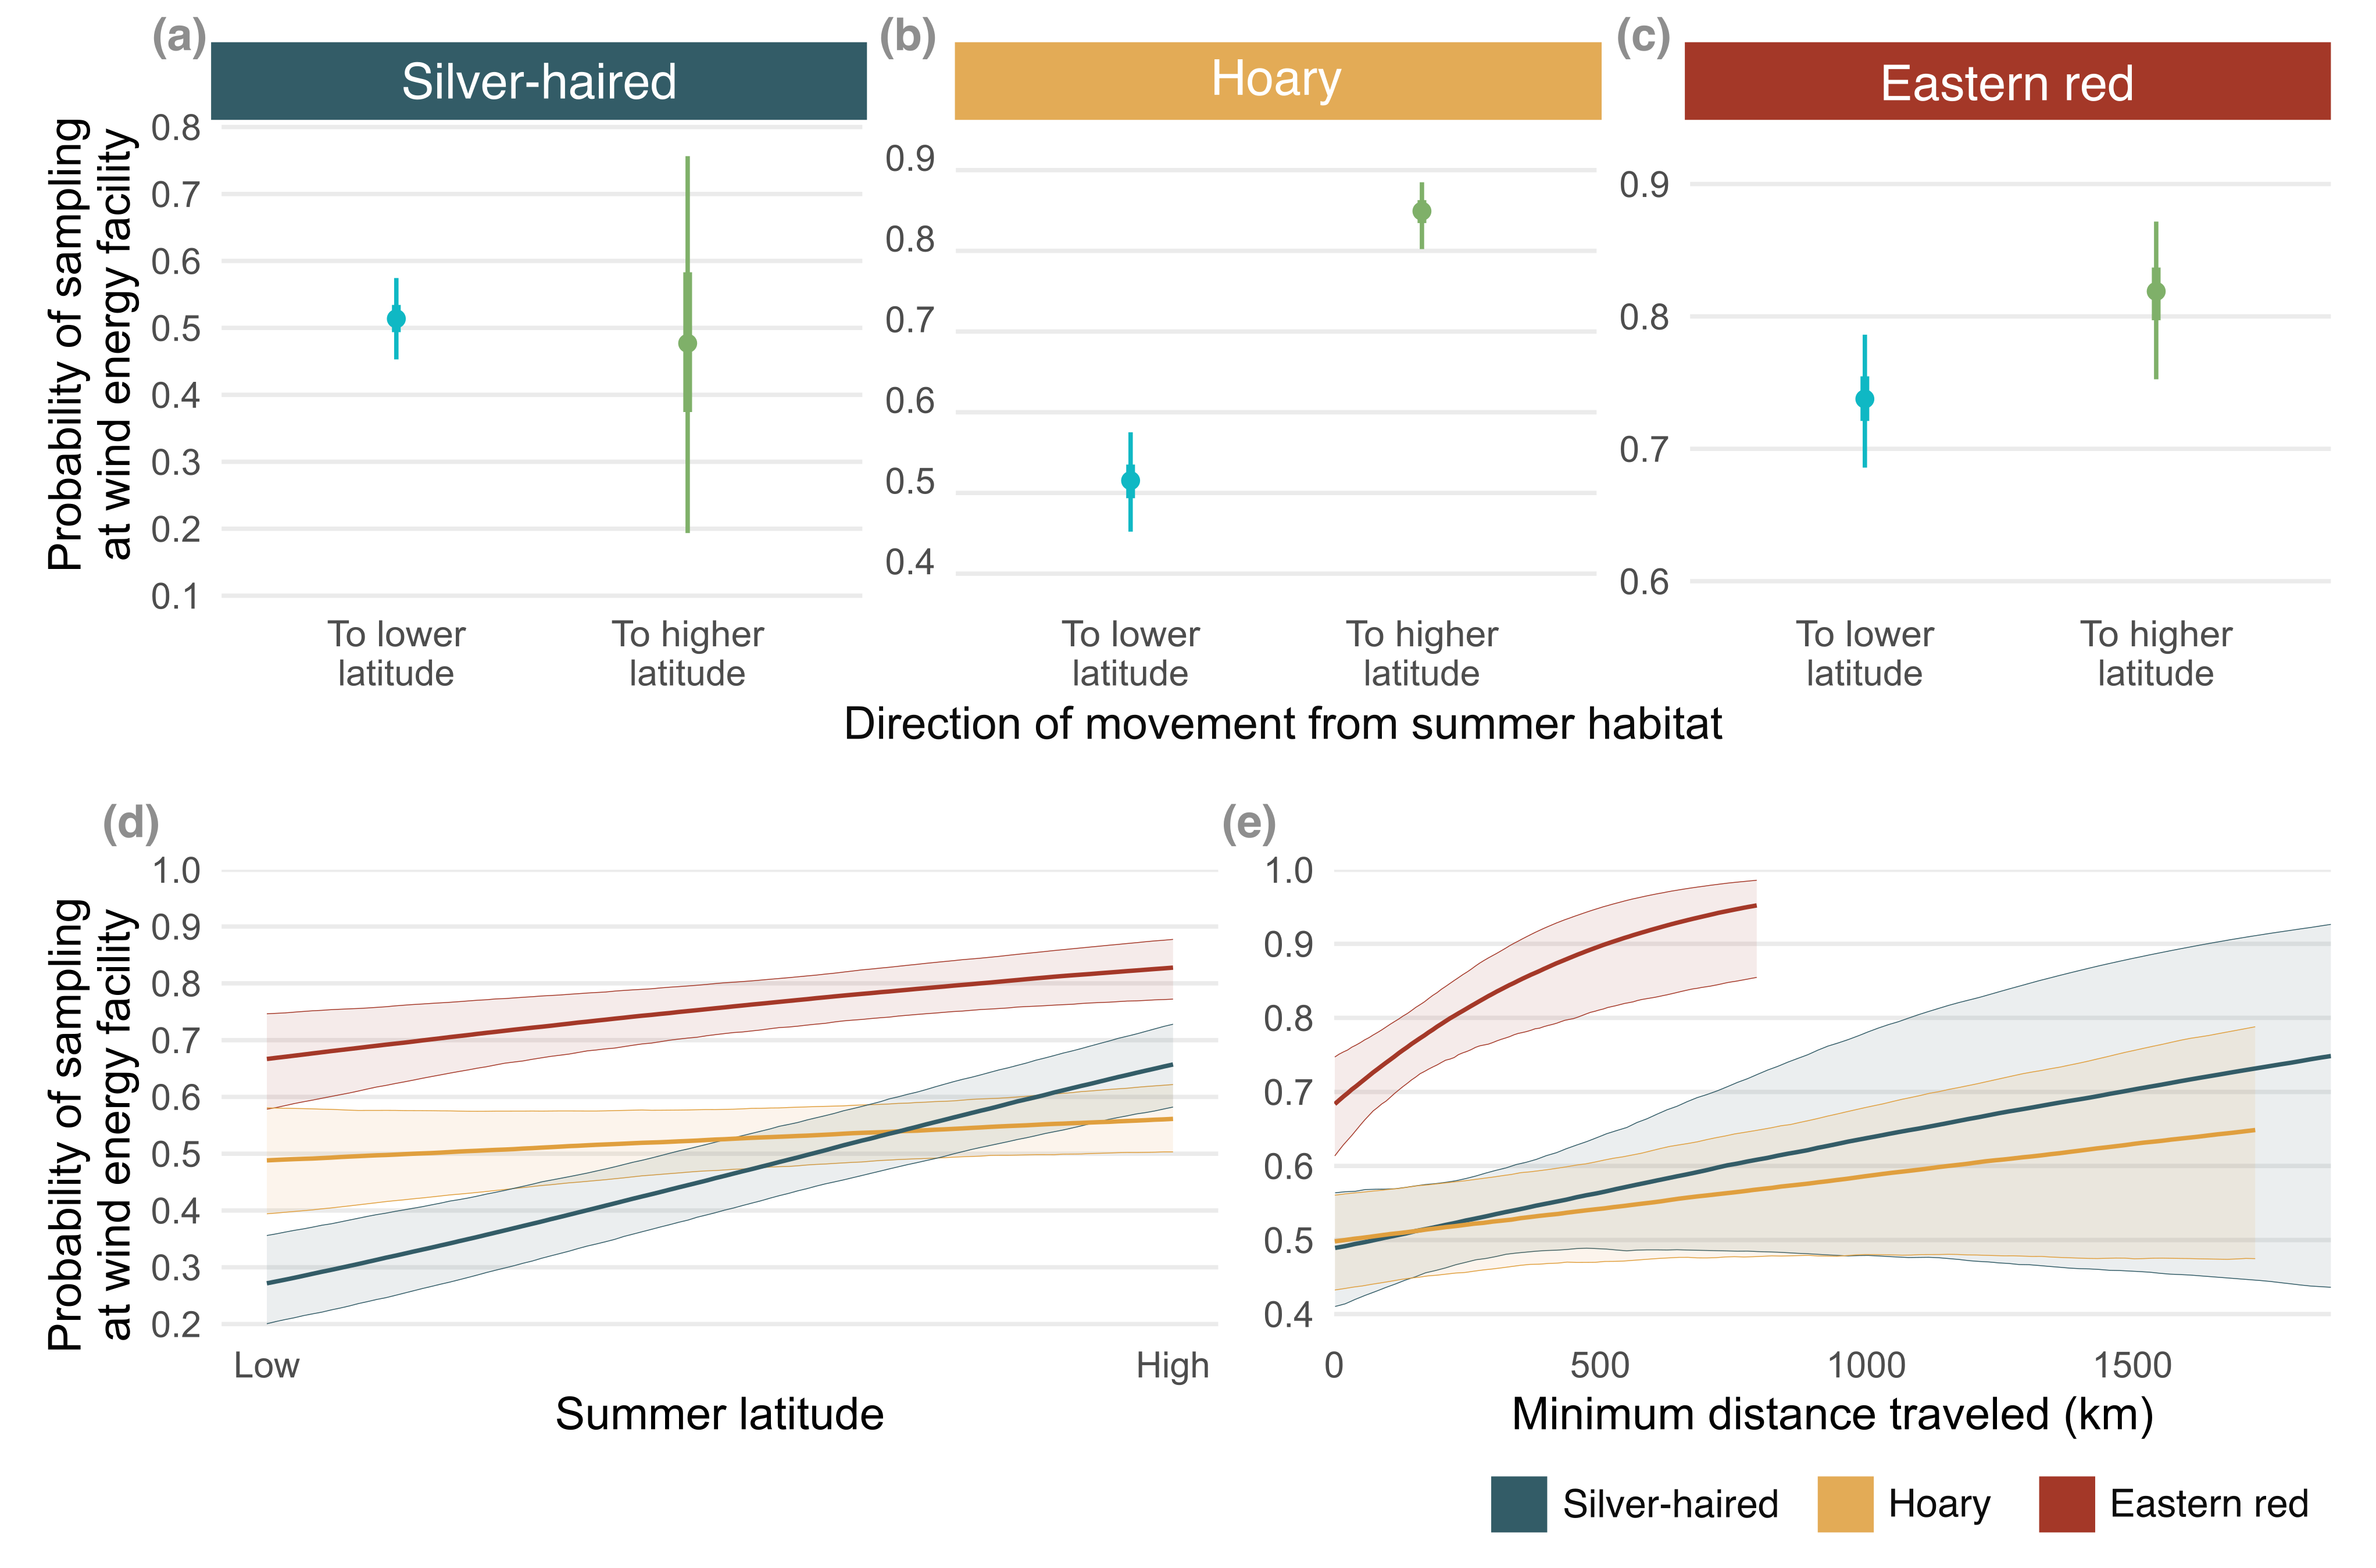 (a)
Silver-haired
(b)
Hoary
(c)
Eastern red
Probability of sampling
at wind energy facility
0.8
0.7
0.6
0.5
0.4
0.3
0.2
0.1
To lower
latitude
To higher
latitude
0.9
0.8
0.7
0.6
0.5
0.4
To lower
latitude
To higher
latitude
0.9
0.8
0.7
0.6
To lower
latitude
To higher
latitude
Direction of movement from summer habitat
(d)
Probability of sampling
at wind energy facility
1.0
0.9
0.8
0.7
0.6
0.5
0.4
0.3
0.2
Low
High
Summer latitude
(e)
1.0
0.9
0.8
0.7
0.6
0.5
0.4
0
500
1000
1500
Minimum distance traveled (km)
Silver-haired
Hoary
Eastern red